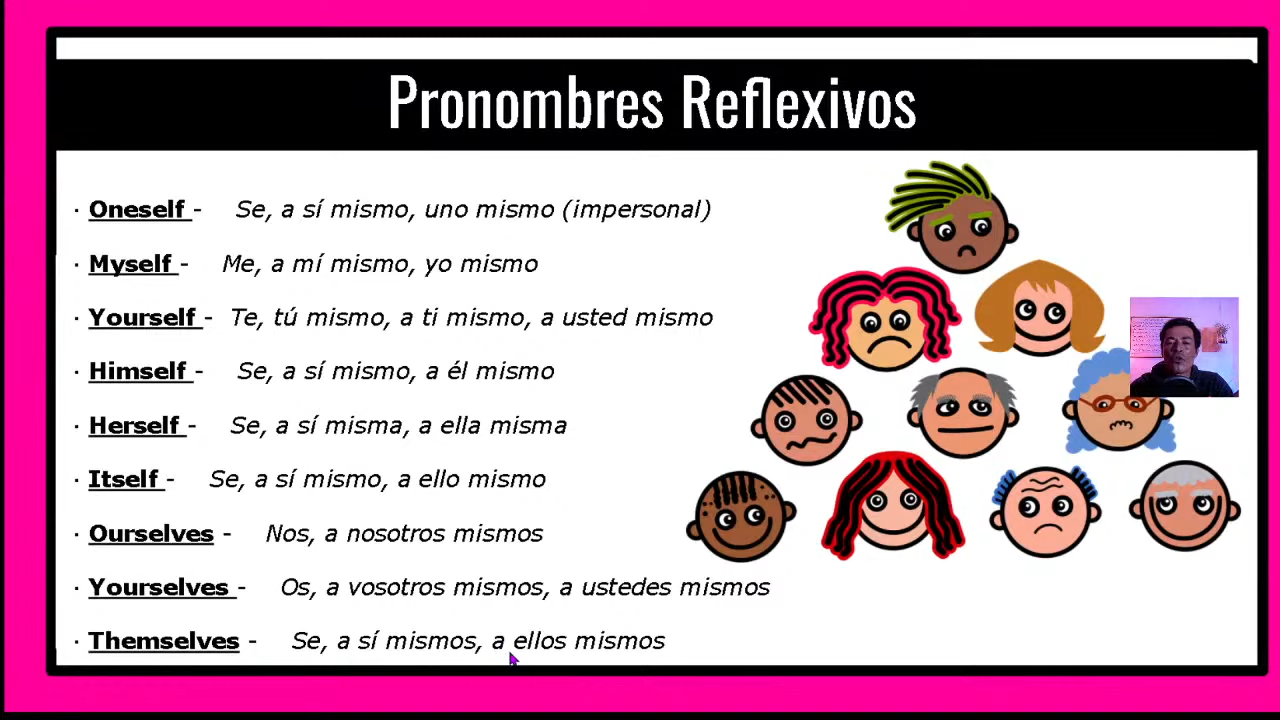 Pronombres Reflexivos
· Oneself - Se, a sí mismo, uno mismo (impersonal)
· Myself - Me, a mí mismo, yo mismo
· Yourself - Te, tú mismo, a ti mismo, a usted mismo
· Himself - Se, a sí mismo, a él mismo
· Herself - Se, a sí misma, a ella misma
· Itself - Se, a sí mismo, a ello mismo
· Ourselves - Nos, a nosotros mismos
· Yourselves - Os, a vosotros mismos, a ustedes mismos
· Themselves - Se, a sí mismos, a ellos mismos